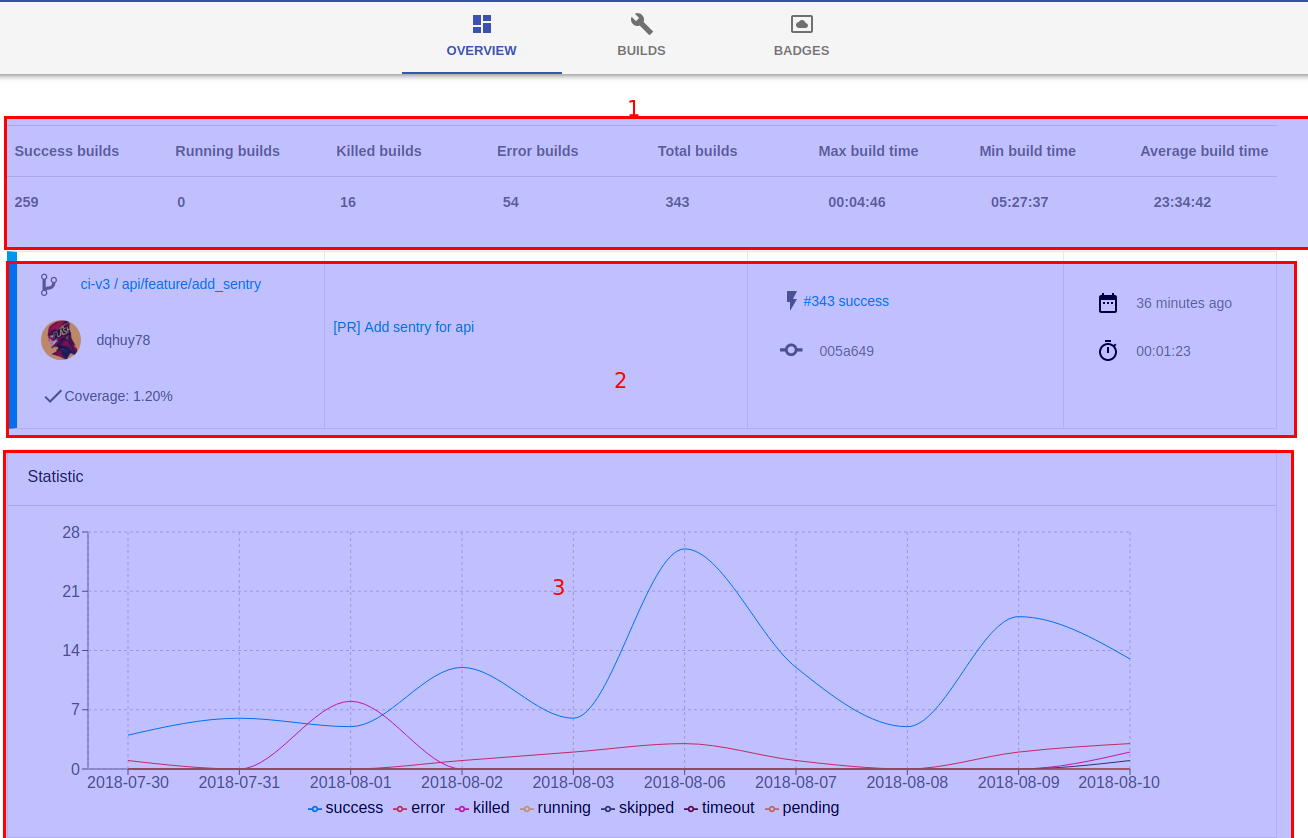 OVERVIEW BUILDS BADGES
1
Success builds Running builds Killed builds Error builds Total builds Max build time Min build time Average build time
259 0 16 54 343 00:04:46 05:27:37 23:34:42
ci-v3 / api/feature/add_sentry
dqhuy78
Coverage: 1.20%
[PR] Add sentry for api
2
#343 success
005a649
36 minutes ago
00:01:23
Statistic
3
28
21
14
7
0
2018-07-30 2018-07-31 2018-08-01 2018-08-02 2018-08-03 2018-08-06 2018-08-07 2018-08-08 2018-08-09 2018-08-10
success error killed running skipped timeout pending